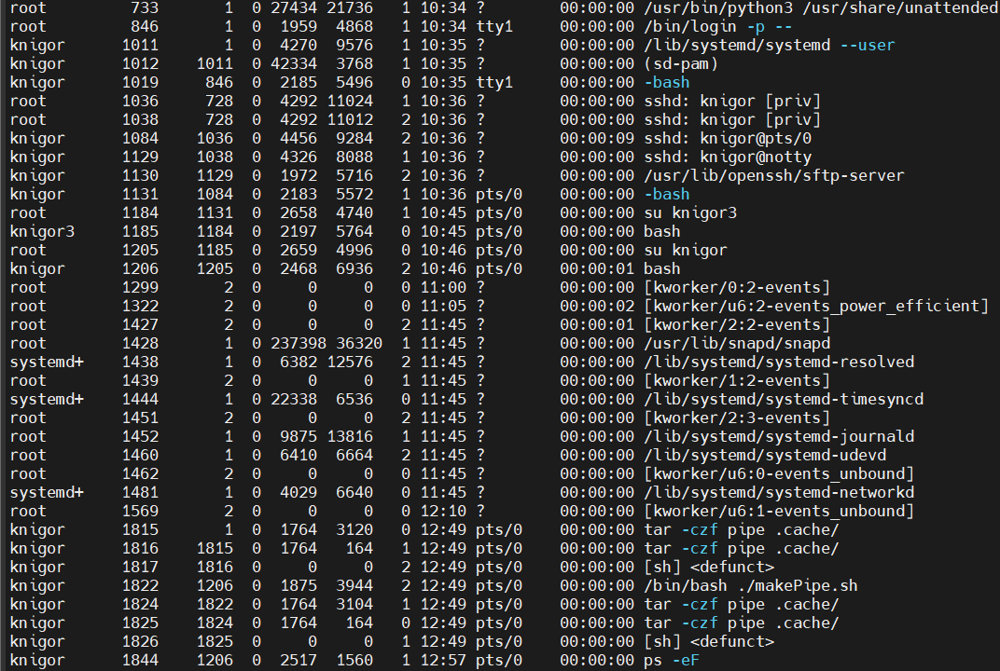 root 733 1 0 27434 21736 1 10:34 ? 00:00:00 /usr/bin/python3 /usr/share/unattended
root 846 1 0 1959 4868 1 10:34 tty1 00:00:00 /bin/login -p --
knigor 1011 1 0 4270 9576 1 10:35 ? 00:00:00 /lib/systemd/systemd --user
knigor 1012 1011 0 42334 3768 1 10:35 ? 00:00:00 (sd-pam)
knigor 1019 846 0 2185 5496 0 10:35 tty1 00:00:00 -bash
root 1036 728 0 4292 11024 1 10:36 ? 00:00:00 sshd: knigor [priv]
root 1038 728 0 4292 11012 2 10:36 ? 00:00:00 sshd: knigor [priv]
knigor 1084 1036 0 4456 9284 2 10:36 ? 00:00:09 sshd: knigor@pts/0
knigor 1129 1038 0 4326 8088 1 10:36 ? 00:00:00 sshd: knigor@notty
knigor 1130 1129 0 1972 5716 2 10:36 ? 00:00:00 /usr/lib/openssh/sftp-server
knigor 1131 1084 0 2183 5572 1 10:36 pts/0 00:00:00 -bash
root 1184 1131 0 2658 4740 1 10:45 pts/0 00:00:00 su knigor3
knigor3 1185 1184 0 2197 5764 0 10:45 pts/0 00:00:00 bash
root 1205 1185 0 2659 4996 0 10:46 pts/0 00:00:00 su knigor
knigor 1206 1205 0 2468 6936 2 10:46 pts/0 00:00:01 bash
root 1299 2 0 0 0 0 11:00 ? 00:00:00 [kworker/0:2-events]
root 1322 2 0 0 0 0 11:05 ? 00:00:02 [kworker/u6:2-events_power_efficient]
root 1427 2 0 0 0 2 11:45 ? 00:00:01 [kworker/2:2-events]
root 1428 1 0 237398 36320 1 11:45 ? 00:00:00 /usr/lib/snapd/snapd
systemd+ 1438 1 0 6382 12576 2 11:45 ? 00:00:00 /lib/systemd/systemd-resolved
root 1439 2 0 0 0 1 11:45 ? 00:00:00 [kworker/1:2-events]
systemd+ 1444 1 0 22338 6536 0 11:45 ? 00:00:00 /lib/systemd/systemd-timesyncd
root 1451 2 0 0 0 2 11:45 ? 00:00:00 [kworker/2:3-events]
root 1452 1 0 9875 13816 1 11:45 ? 00:00:00 /lib/systemd/systemd-journald
root 1460 1 0 6410 6664 2 11:45 ? 00:00:00 /lib/systemd/systemd-udevd
root 1462 2 0 0 0 0 11:45 ? 00:00:00 [kworker/u6:0-events_unbound]
systemd+ 1481 1 0 4029 6640 0 11:45 ? 00:00:00 /lib/systemd/systemd-networkd
root 1569 2 0 0 0 0 12:10 ? 00:00:00 [kworker/u6:1-events_unbound]
knigor 1815 1 0 1764 3120 0 12:49 pts/0 00:00:00 tar -czf pipe .cache/
knigor 1816 1815 0 1764 164 1 12:49 pts/0 00:00:00 tar -czf pipe .cache/
knigor 1817 1816 0 0 0 2 12:49 pts/0 00:00:00 [sh] <defunct>
knigor 1822 1206 0 1875 3944 2 12:49 pts/0 00:00:00 /bin/bash ./makePipe.sh
knigor 1824 1822 0 1764 3104 1 12:49 pts/0 00:00:00 tar -czf pipe .cache/
knigor 1825 1824 0 1764 164 0 12:49 pts/0 00:00:00 tar -czf pipe .cache/
knigor 1826 1825 0 0 0 1 12:49 pts/0 00:00:00 [sh] <defunct>
knigor 1844 1206 0 2517 1560 1 12:57 pts/0 00:00:00 ps -eF